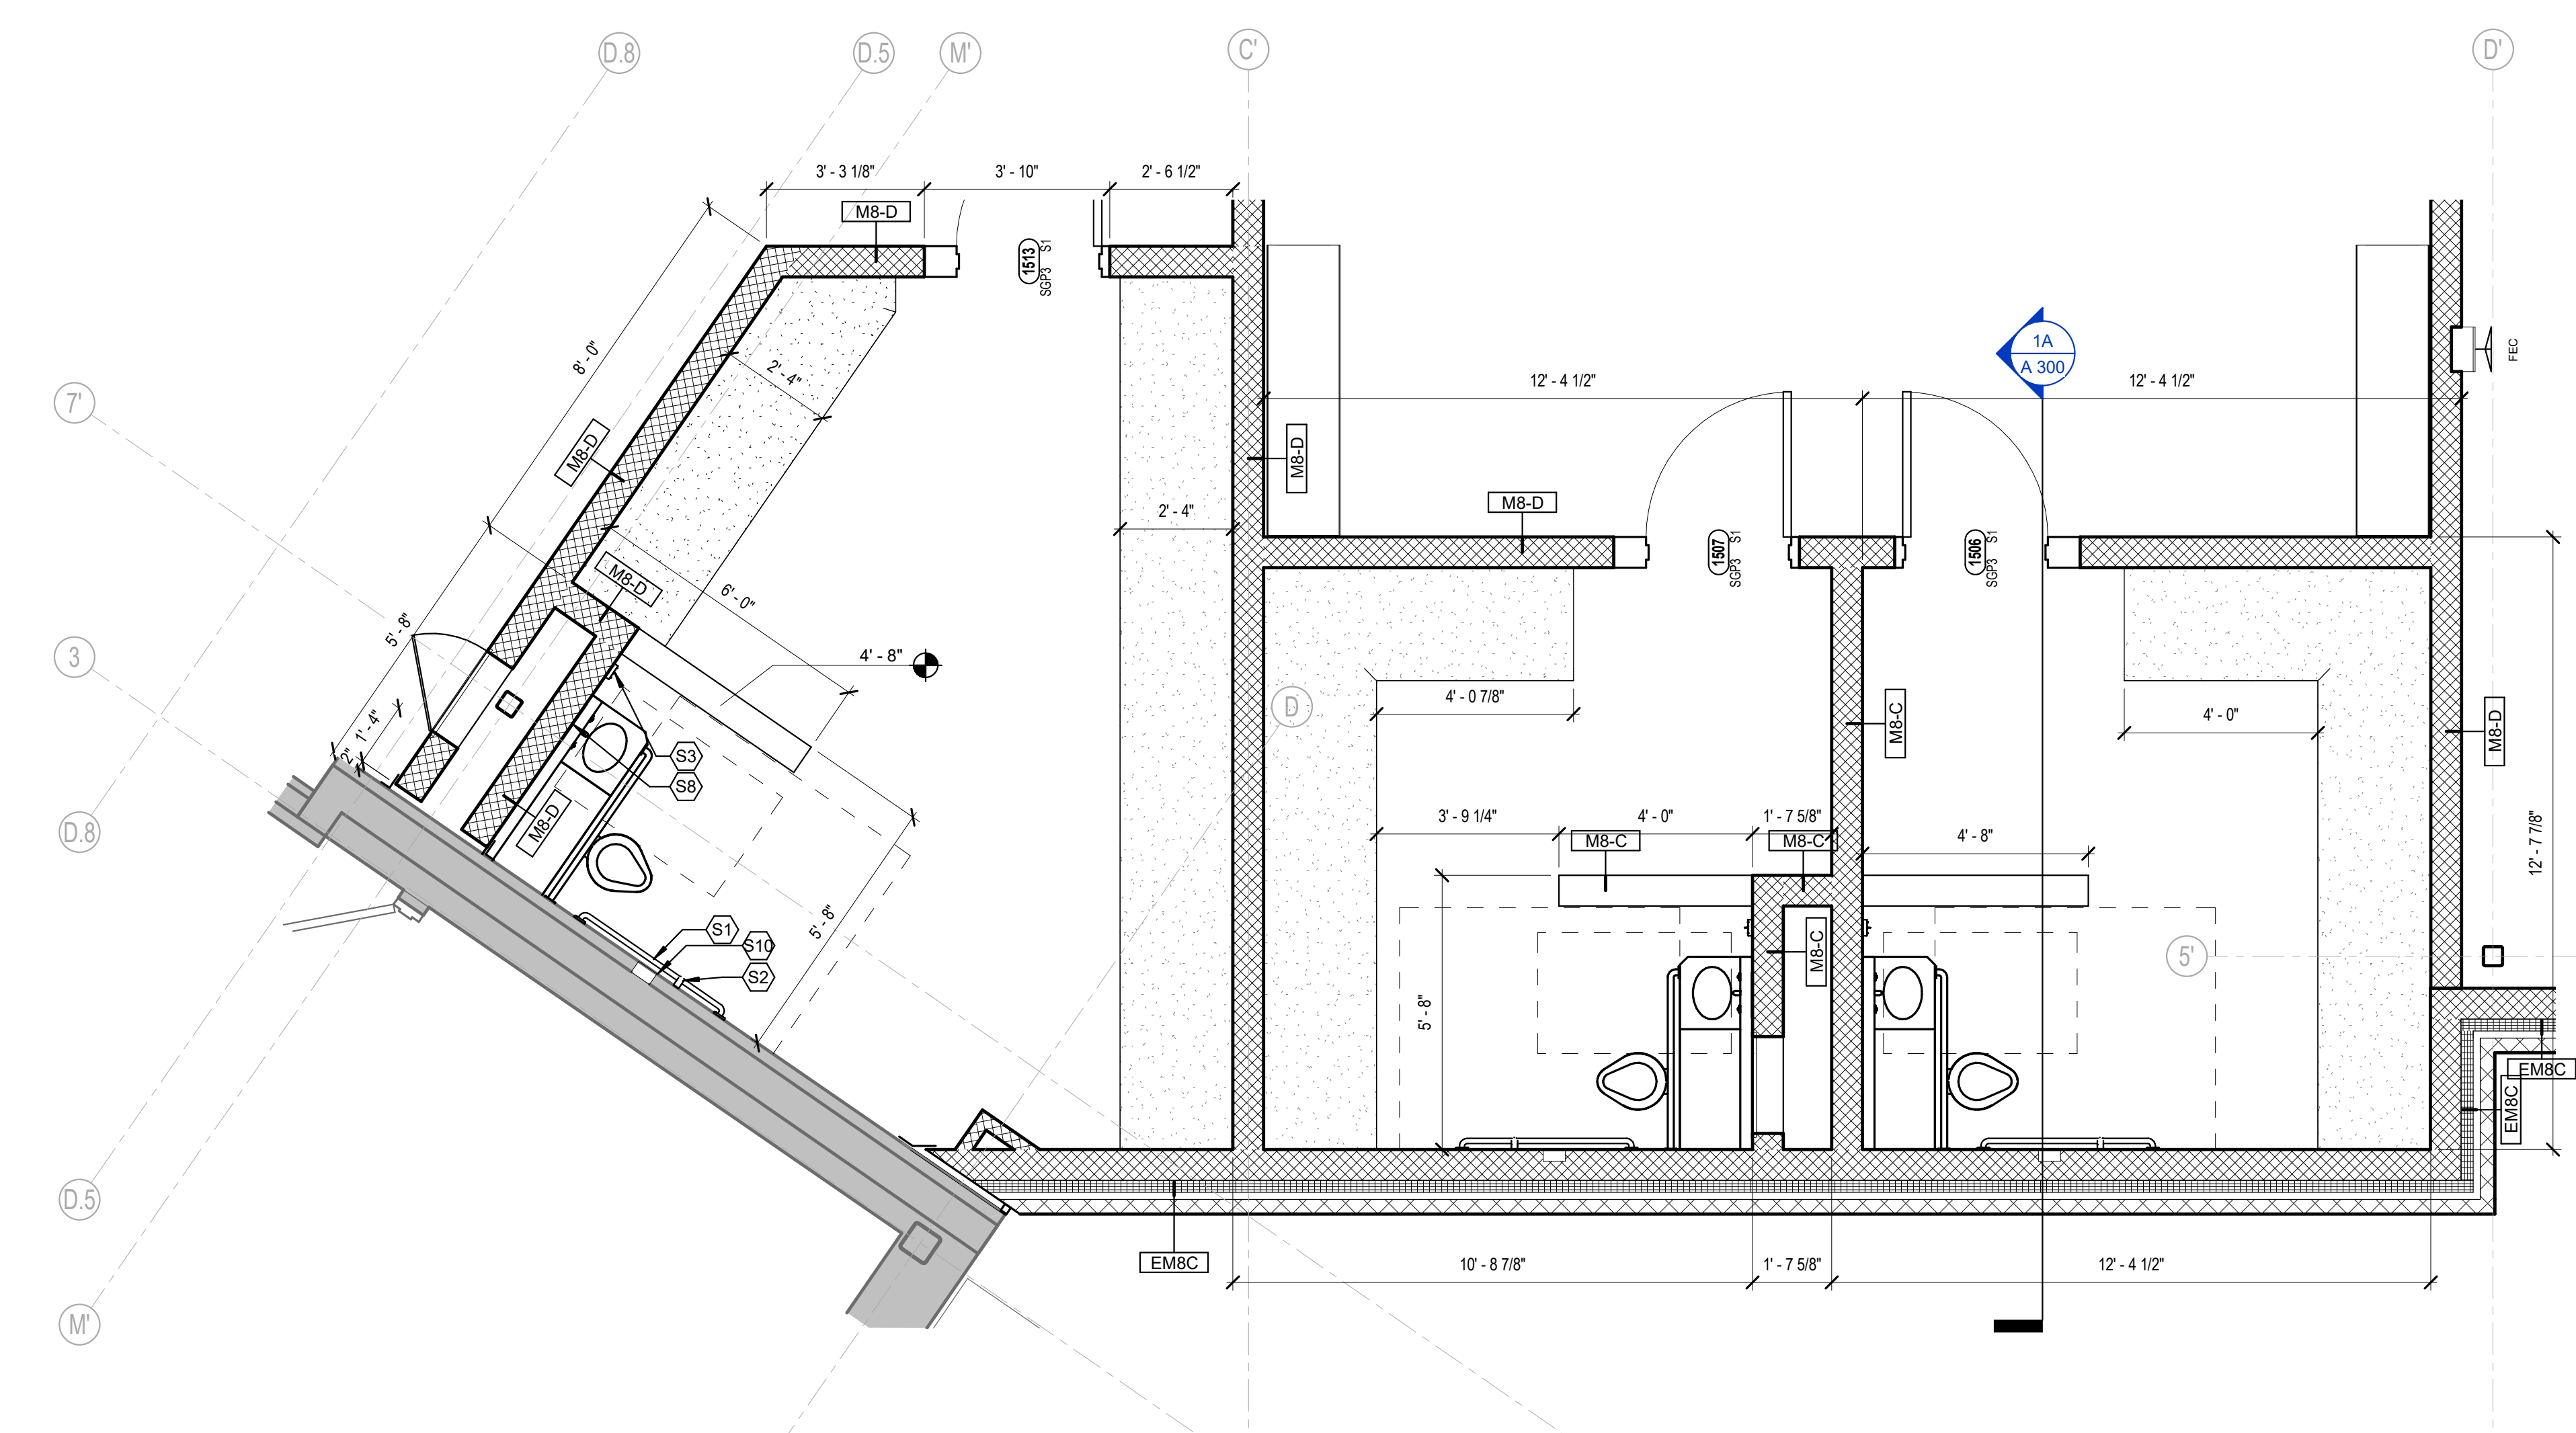 D.8
D.5
M'
C'
D'
3' - 3 1/8"
3' - 10"
2' - 6 1/2"
M8-D
1513
S1
SGP3
1A
A 300
FEC
8' - 0"
2' - 4"
12' - 4 1/2"
12' - 4 1/2"
7'
M8-D
M8-D
M8-D
2' - 4"
1507
S1
SGP3
1506
S1
SGP3
M8-D
6' - 0"
5' - 8"
3
4' - 8"
D
4' - 0 7/8"
M8-C
4' - 0"
M8-D
1' - 4"
2"
S3
S8
D.8
M8-D
3' - 9 1/4"
4' - 0"
1' - 7 5/8"
M8-C
M8-C
4' - 8"
12' - 7 7/8"
S1
S10
S2
5' - 8"
M8-C
5'
5' - 8"
EM8C
EM8C
D.5
EM8C
10' - 8 7/8"
1' - 7 5/8"
12' - 4 1/2"
M'